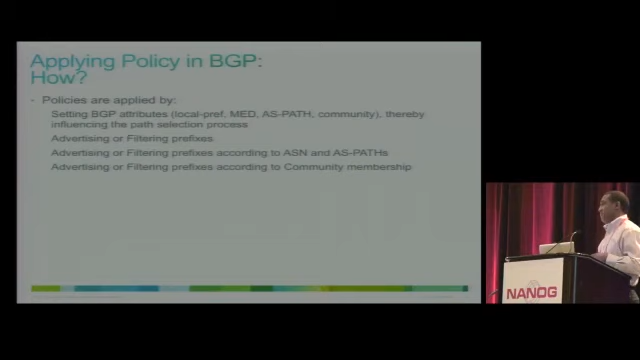 Applying Policy in BGP:
How?
Policies are applied by:
Setting BGP attributes (local-pref, MED, AS-PATH, community), thereby
influencing the path selection process
Advertising or Filtering prefixes
Advertising or Filtering prefixes according to ASN and AS-PATHs
Advertising or Filtering prefixes according to Community membership
NANOG